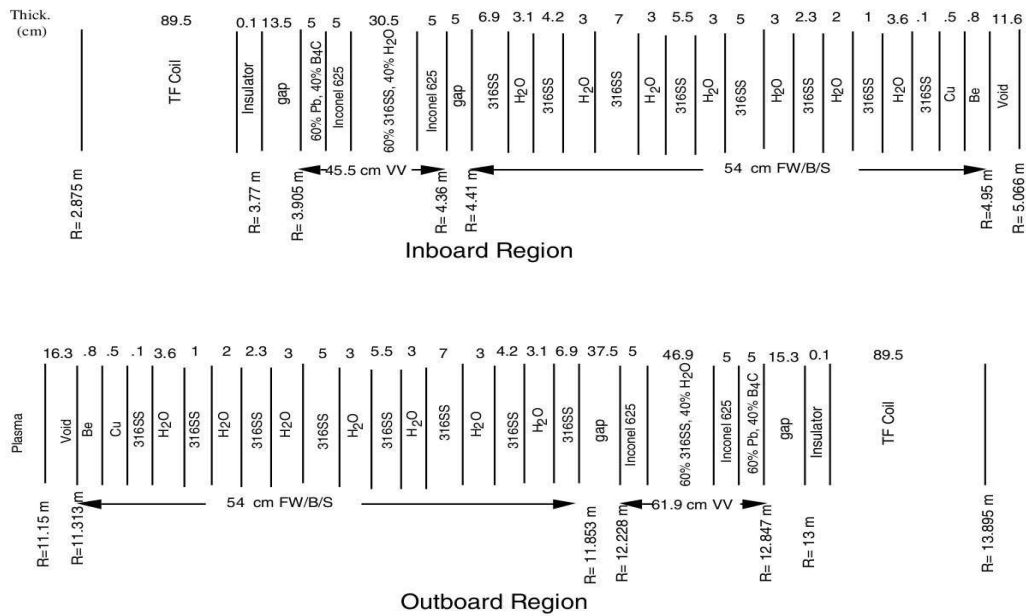 Thick.
(cm)
89.5 0.1 13.5 5 5 30.5 5 5 6.9 3.1 4.2 3 7 3 5.5 3 5 3 2.3 2 1 3.6 .1 .5 .8 11.6
TF Coil
Insulator
gap
60% Pb, 40% B4C
Inconel 625
60% 316SS, 40% H2O
Inconel 625
gap
316SS
H2O
316SS
H2O
316SS
H2O
316SS
H2O
316SS
H2O
316SS
H2O
316SS
H2O
316SS
Cu
Be
Void
45.5 cm VV
54 cm FW/B/S
R= 2.875 m
R= 3.77 m
R= 3.905 m
R= 4.36 m
R= 4.41 m
R=4.95 m
R= 5.066 m
Inboard Region
16.3 .8 .5 .1 3.6 1 2 2.3 3 5 3 5.5 3 7 3 4.2 3.1 6.9 37.5 5 46.9 5 5 15.3 0.1 89.5
Plasma
Void
Be
Cu
316SS
H2O
316SS
H2O
316SS
H2O
316SS
H2O
316SS
H2O
316SS
H2O
316SS
H2O
316SS
gap
Inconel 625
60% 316SS, 40% H2O
Inconel 625
60% Pb, 40% B4C
gap
Insulator
TF Coil
54 cm FW/B/S
61.9 cm VV
R=11.15 m
R=11.313 m
R= 11.853 m
R= 12.228 m
R= 12.847 m
R=13 m
R= 13.895 m
Outboard Region